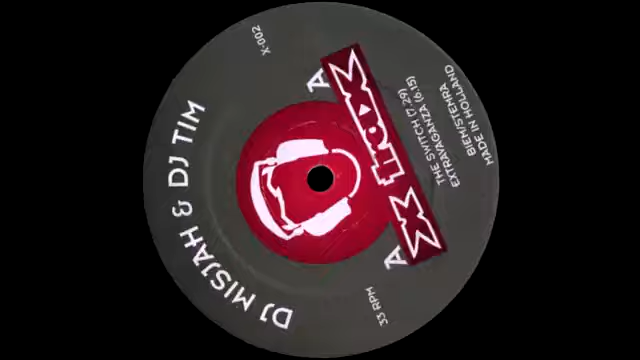 DJ MISJAH & DJ TIM
X-002
A
X TRAX
A
THE SWITCH (7.29)
EXTRAVAGANZA (6.15)
BIEM/STEMRA
MADE IN HOLLAND
33 RPM